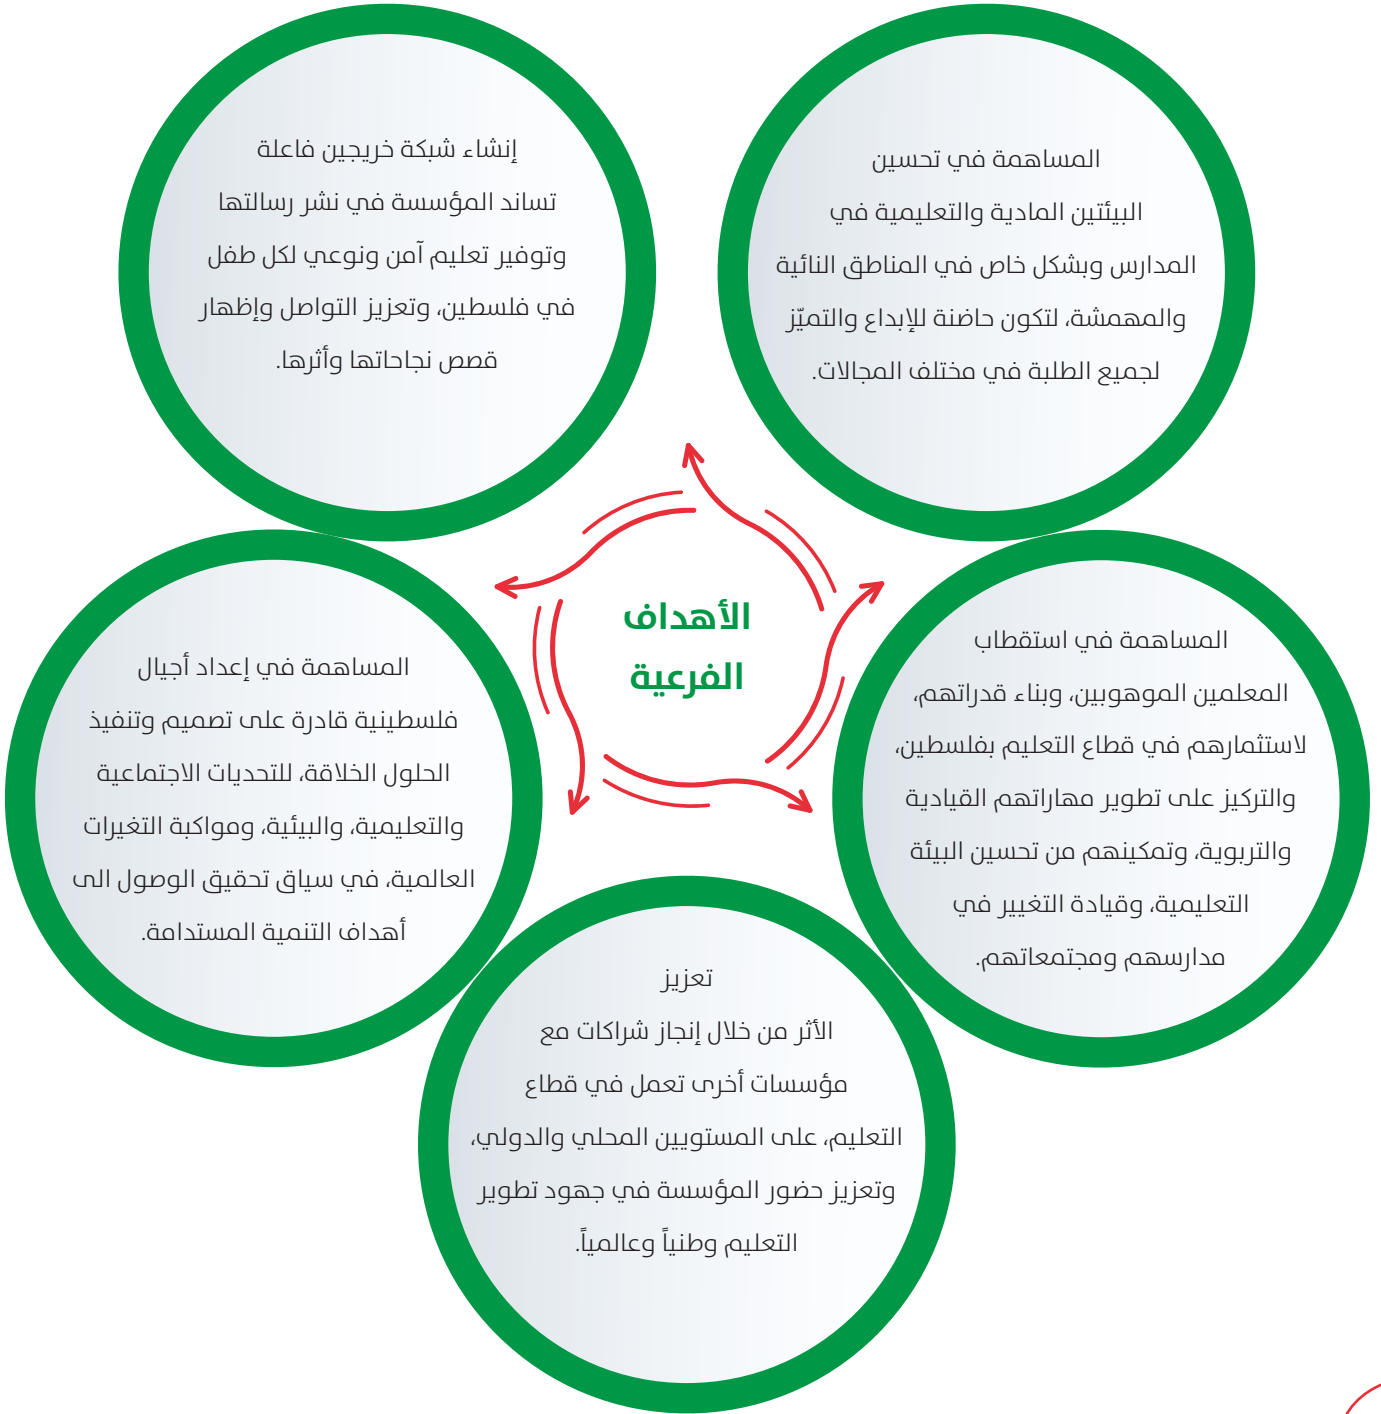 المساهمة في تحسين
البيئتين المادية والتعليمية في
المدارس وبشكل خاص في المناطق النائية
والمهمشة، لتكون حاضنة للإبداع والتميّز
لجميع الطلبة في مختلف المجالات.
إنشاء شبكة خريجين فاعلة
تساند المؤسسة في نشر رسالتها
وتوفير تعليم آمن ونوعي لكل طفل
في فلسطين، وتعزيز التواصل وإظهار
قصص نجاحاتها وأثرها.
الأهداف
الفرعية
المساهمة في استقطاب
المعلمين الموهوبين، وبناء قدراتهم،
لاستثمارهم في قطاع التعليم بفلسطين،
والتركيز على تطوير مهاراتهم القيادية
والتربوية، وتمكينهم من تحسين البيئة
التعليمية، وقيادة التغيير في
مدارسهم ومجتمعاتهم.
المساهمة في إعداد أجيال
فلسطينية قادرة على تصميم وتنفيذ
الحلول الخلاقة، للتحديات الاجتماعية
والتعليمية، والبيئية، ومواكبة التغيرات
العالمية، في سياق تحقيق الوصول الى
أهداف التنمية المستدامة.
تعزيز
الأثر من خلال إنجاز شراكات مع
مؤسسات أخرى تعمل في قطاع
التعليم، على المستويين المحلي والدولي،
وتعزيز حضور المؤسسة في جهود تطوير
التعليم وطنياً وعالمياً.